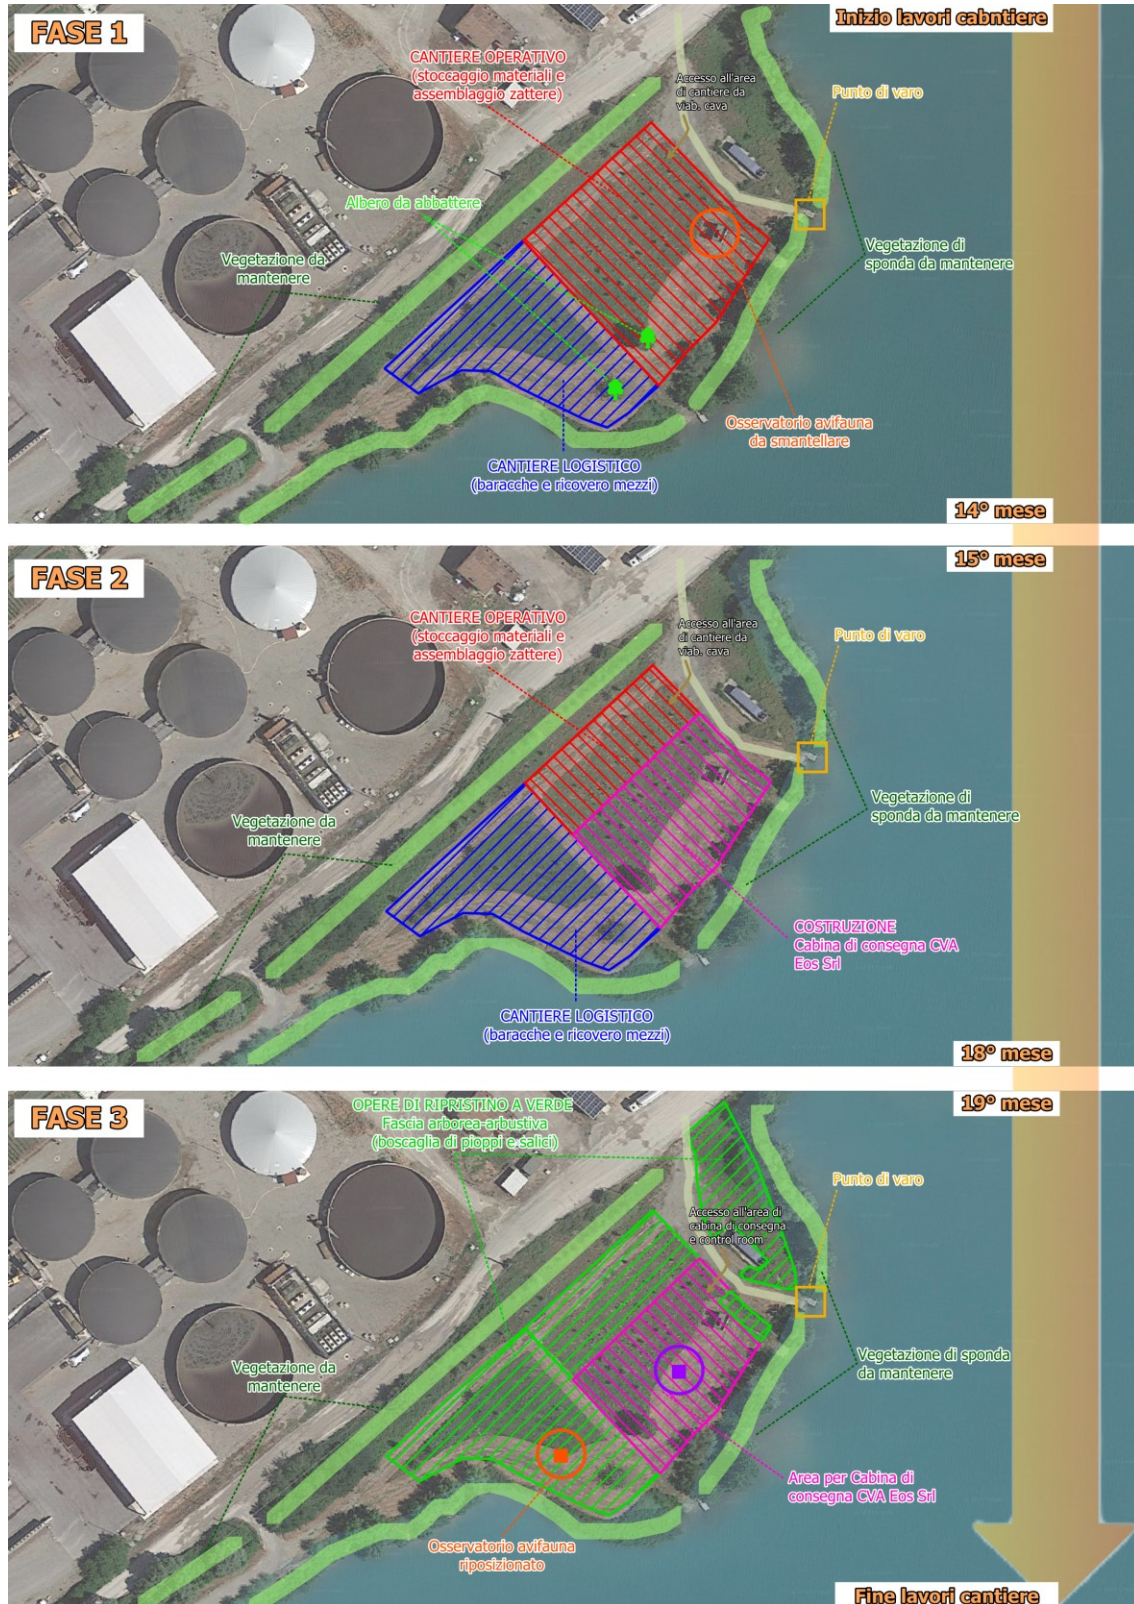 FASE 1
Inizio lavori cabntiere
CANTIERE OPERATIVO
(stoccaggio materiali e
assemblaggio zattere)
Accesso all'area
di cantiere da
viab. cava
Punto di varo
Albero da abbattere
Vegetazione da
mantenere
Vegetazione di
sponda da mantenere
Osservatorio avifauna
da smantellare
CANTIERE LOGISTICO
(baracche e ricovero mezzi)
14° mese
FASE 2
15° mese
CANTIERE OPERATIVO
(stoccaggio materiali e
assemblaggio zattere)
Accesso all'area
di cantiere da
viab. cava
Punto di varo
Vegetazione da
mantenere
Vegetazione di
sponda da mantenere
COSTRUZIONE
Cabina di consegna CVA
Eos Srl
CANTIERE LOGISTICO
(baracche e ricovero mezzi)
18° mese
FASE 3
19° mese
OPERE DI RIPRISTINO A VERDE
Fascia arborea-arbustiva
(boscaglia di pioppi e salici)
Punto di varo
Accesso all'area di
cabina di consegna
e control room
Vegetazione da
mantenere
Vegetazione di sponda
da mantenere
Area per Cabina di
consegna CVA Eos Srl
Osservatorio avifauna
riposizionato
Fine lavori cantiere